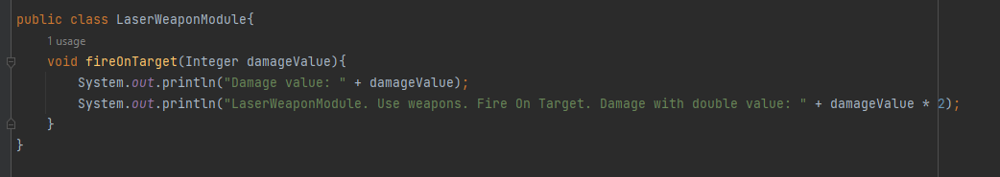 public class LaserWeaponModule{
1 usage
void fireOnTarget(Integer damageValue){
System.out.println("Damage value: " + damageValue);
System.out.println("LaserWeaponModule. Use weapons. Fire On Target. Damage with double value: " + damageValue * 2);
}
}